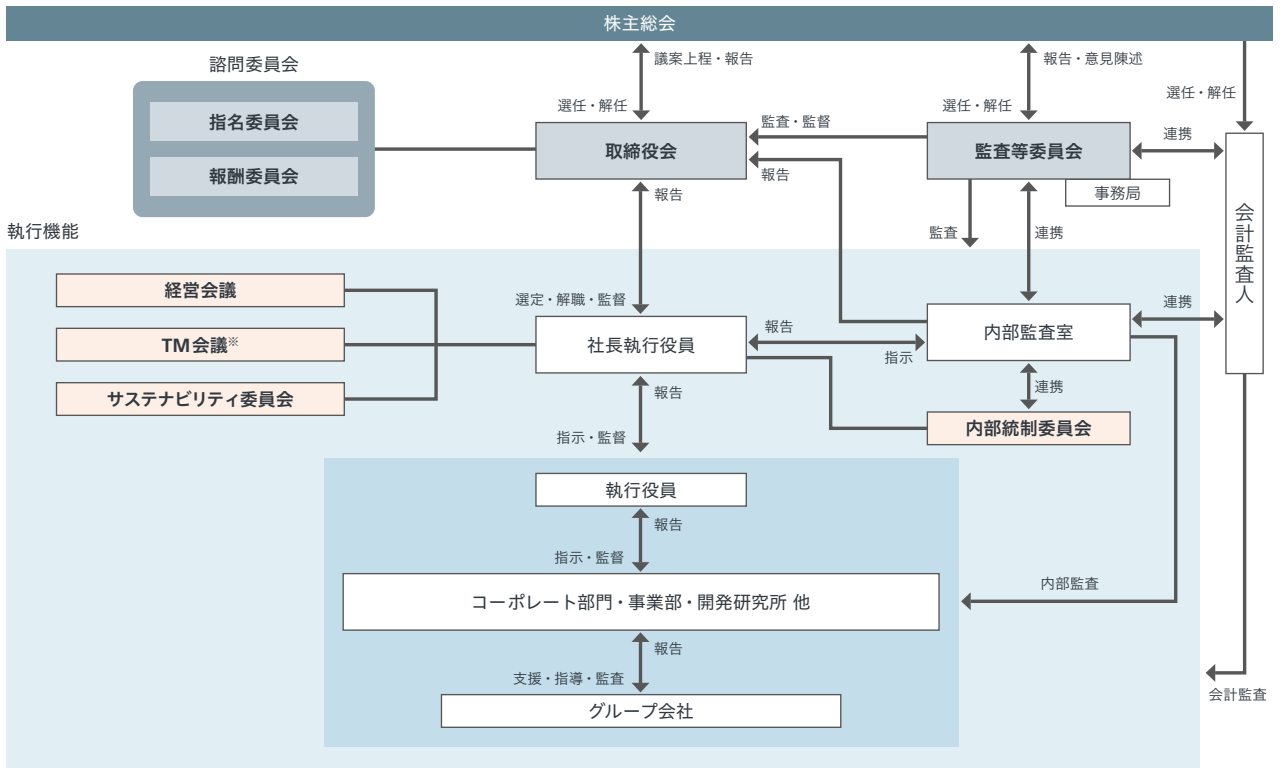 株主総会
諮問委員会
議案上程・報告
報告・意見陳述
選任・解任
選任・解任
選任・解任
指名委員会
報酬委員会
取締役会
監査・監督
報告
監査等委員会
連携
事務局
会計監査人
報告
監査
連携
執行機能
経営会議
TM会議※
サステナビリティ委員会
選定・解職・監督
社長執行役員
報告
指示
内部監査室
連携
連携
内部統制委員会
報告
指示・監督
執行役員
報告
指示・監督
コーポレート部門・事業部・開発研究所 他
内部監査
報告
支援・指導・監査
グループ会社
会計監査